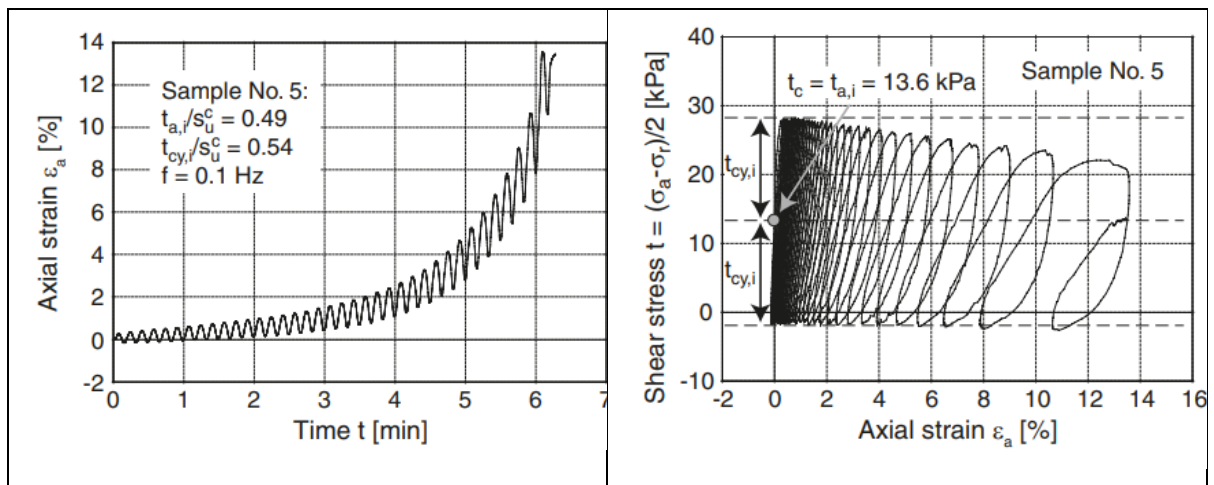 14
12
10
8
6
4
2
0
-2
Axial strain εa [%]
Sample No. 5:
ta,i/suc = 0.49
tcy,i/suc = 0.54
f = 0.1 Hz
0 1 2 3 4 5 6 7
Time t [min]
40
30
20
10
0
-10
Shear stress t = (σa-σr)/2 [kPa]
Sample No. 5
tc = ta,i = 13.6 kPa
tcy,i
tcy,i
-2 0 2 4 6 8 10 12 14 16
Axial strain εa [%]